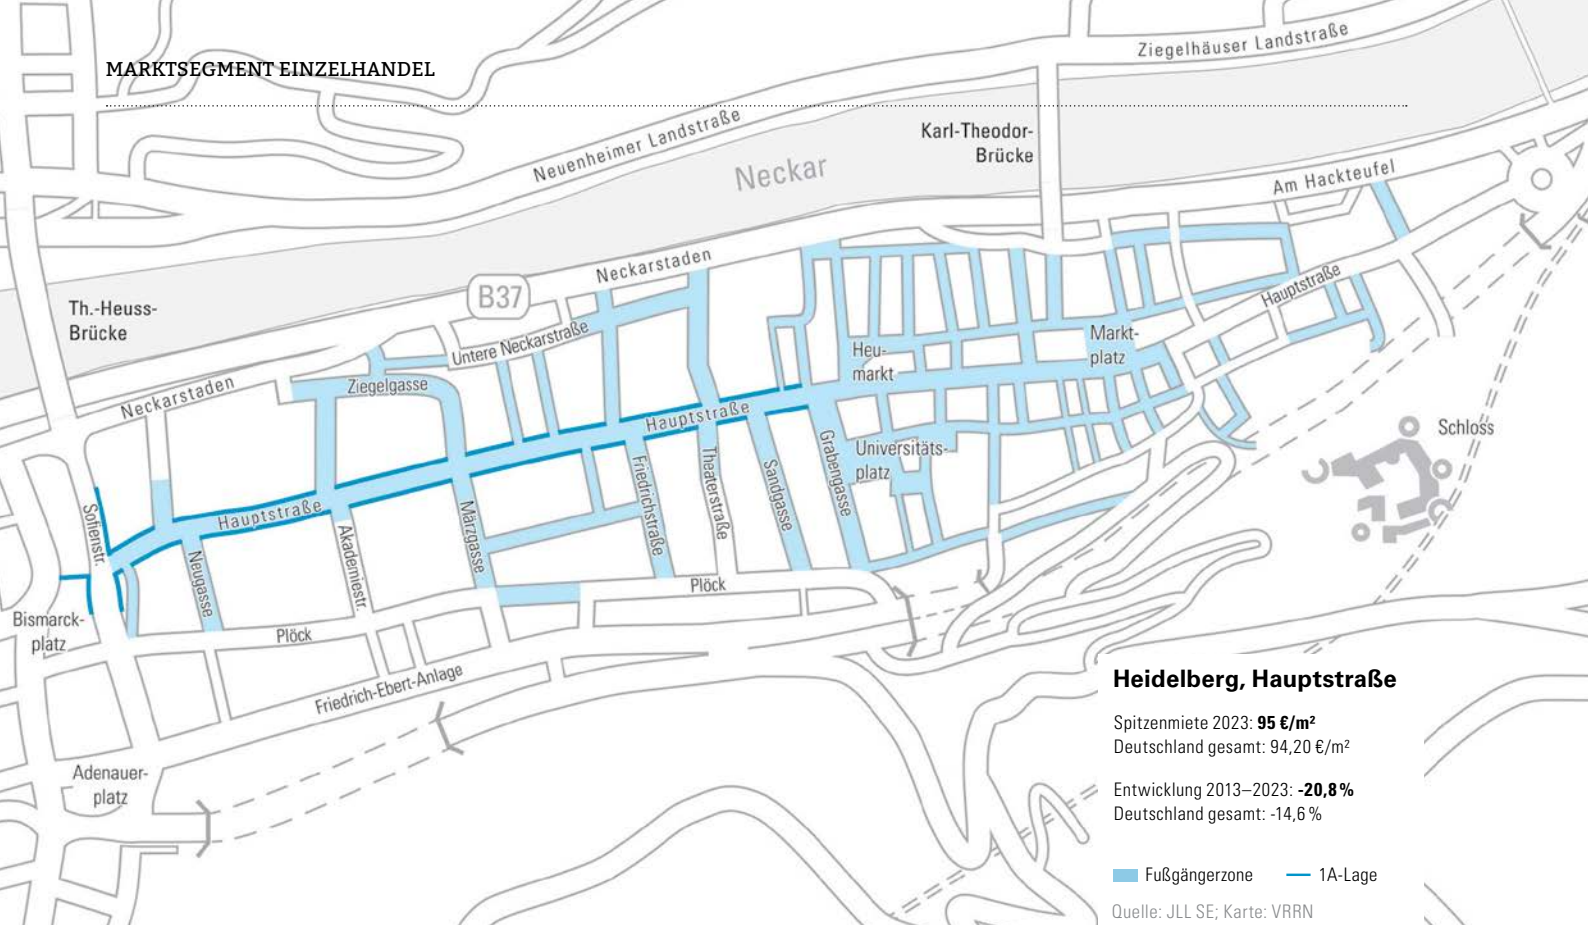 MARKTSEGMENT EINZELHANDEL
Ziegelhäuser Landstraße
Neuenheimer Landstraße
Karl-Theodor-
Brücke
Neckar
Am Hackteufel
Neckarstaden
B37
Hauptstraße
Th.-Heuss-
Brücke
Untere Neckarstraße
Markt-
platz
Heu-
markt
Neckarstaden
Ziegelgasse
Hauptstraße
Schloss
Universitäts-
platz
Grabengasse
Sandgasse
Theaterstraße
Friedrichstraße
Märzgasse
Hauptstraße
Sofienstr.
Akademiestr.
Neugasse
Plöck
Bismarck-
platz
Plöck
Friedrich-Ebert-Anlage
Adenauer-
platz
Heidelberg, Hauptstraße
Spitzenmiete 2023: 95 €/m²
Deutschland gesamt: 94,20 €/m²
Entwicklung 2013–2023: -20,8 %
Deutschland gesamt: -14,6 %
Fußgängerzone 1A-Lage
Quelle: JLL SE; Karte: VRRN